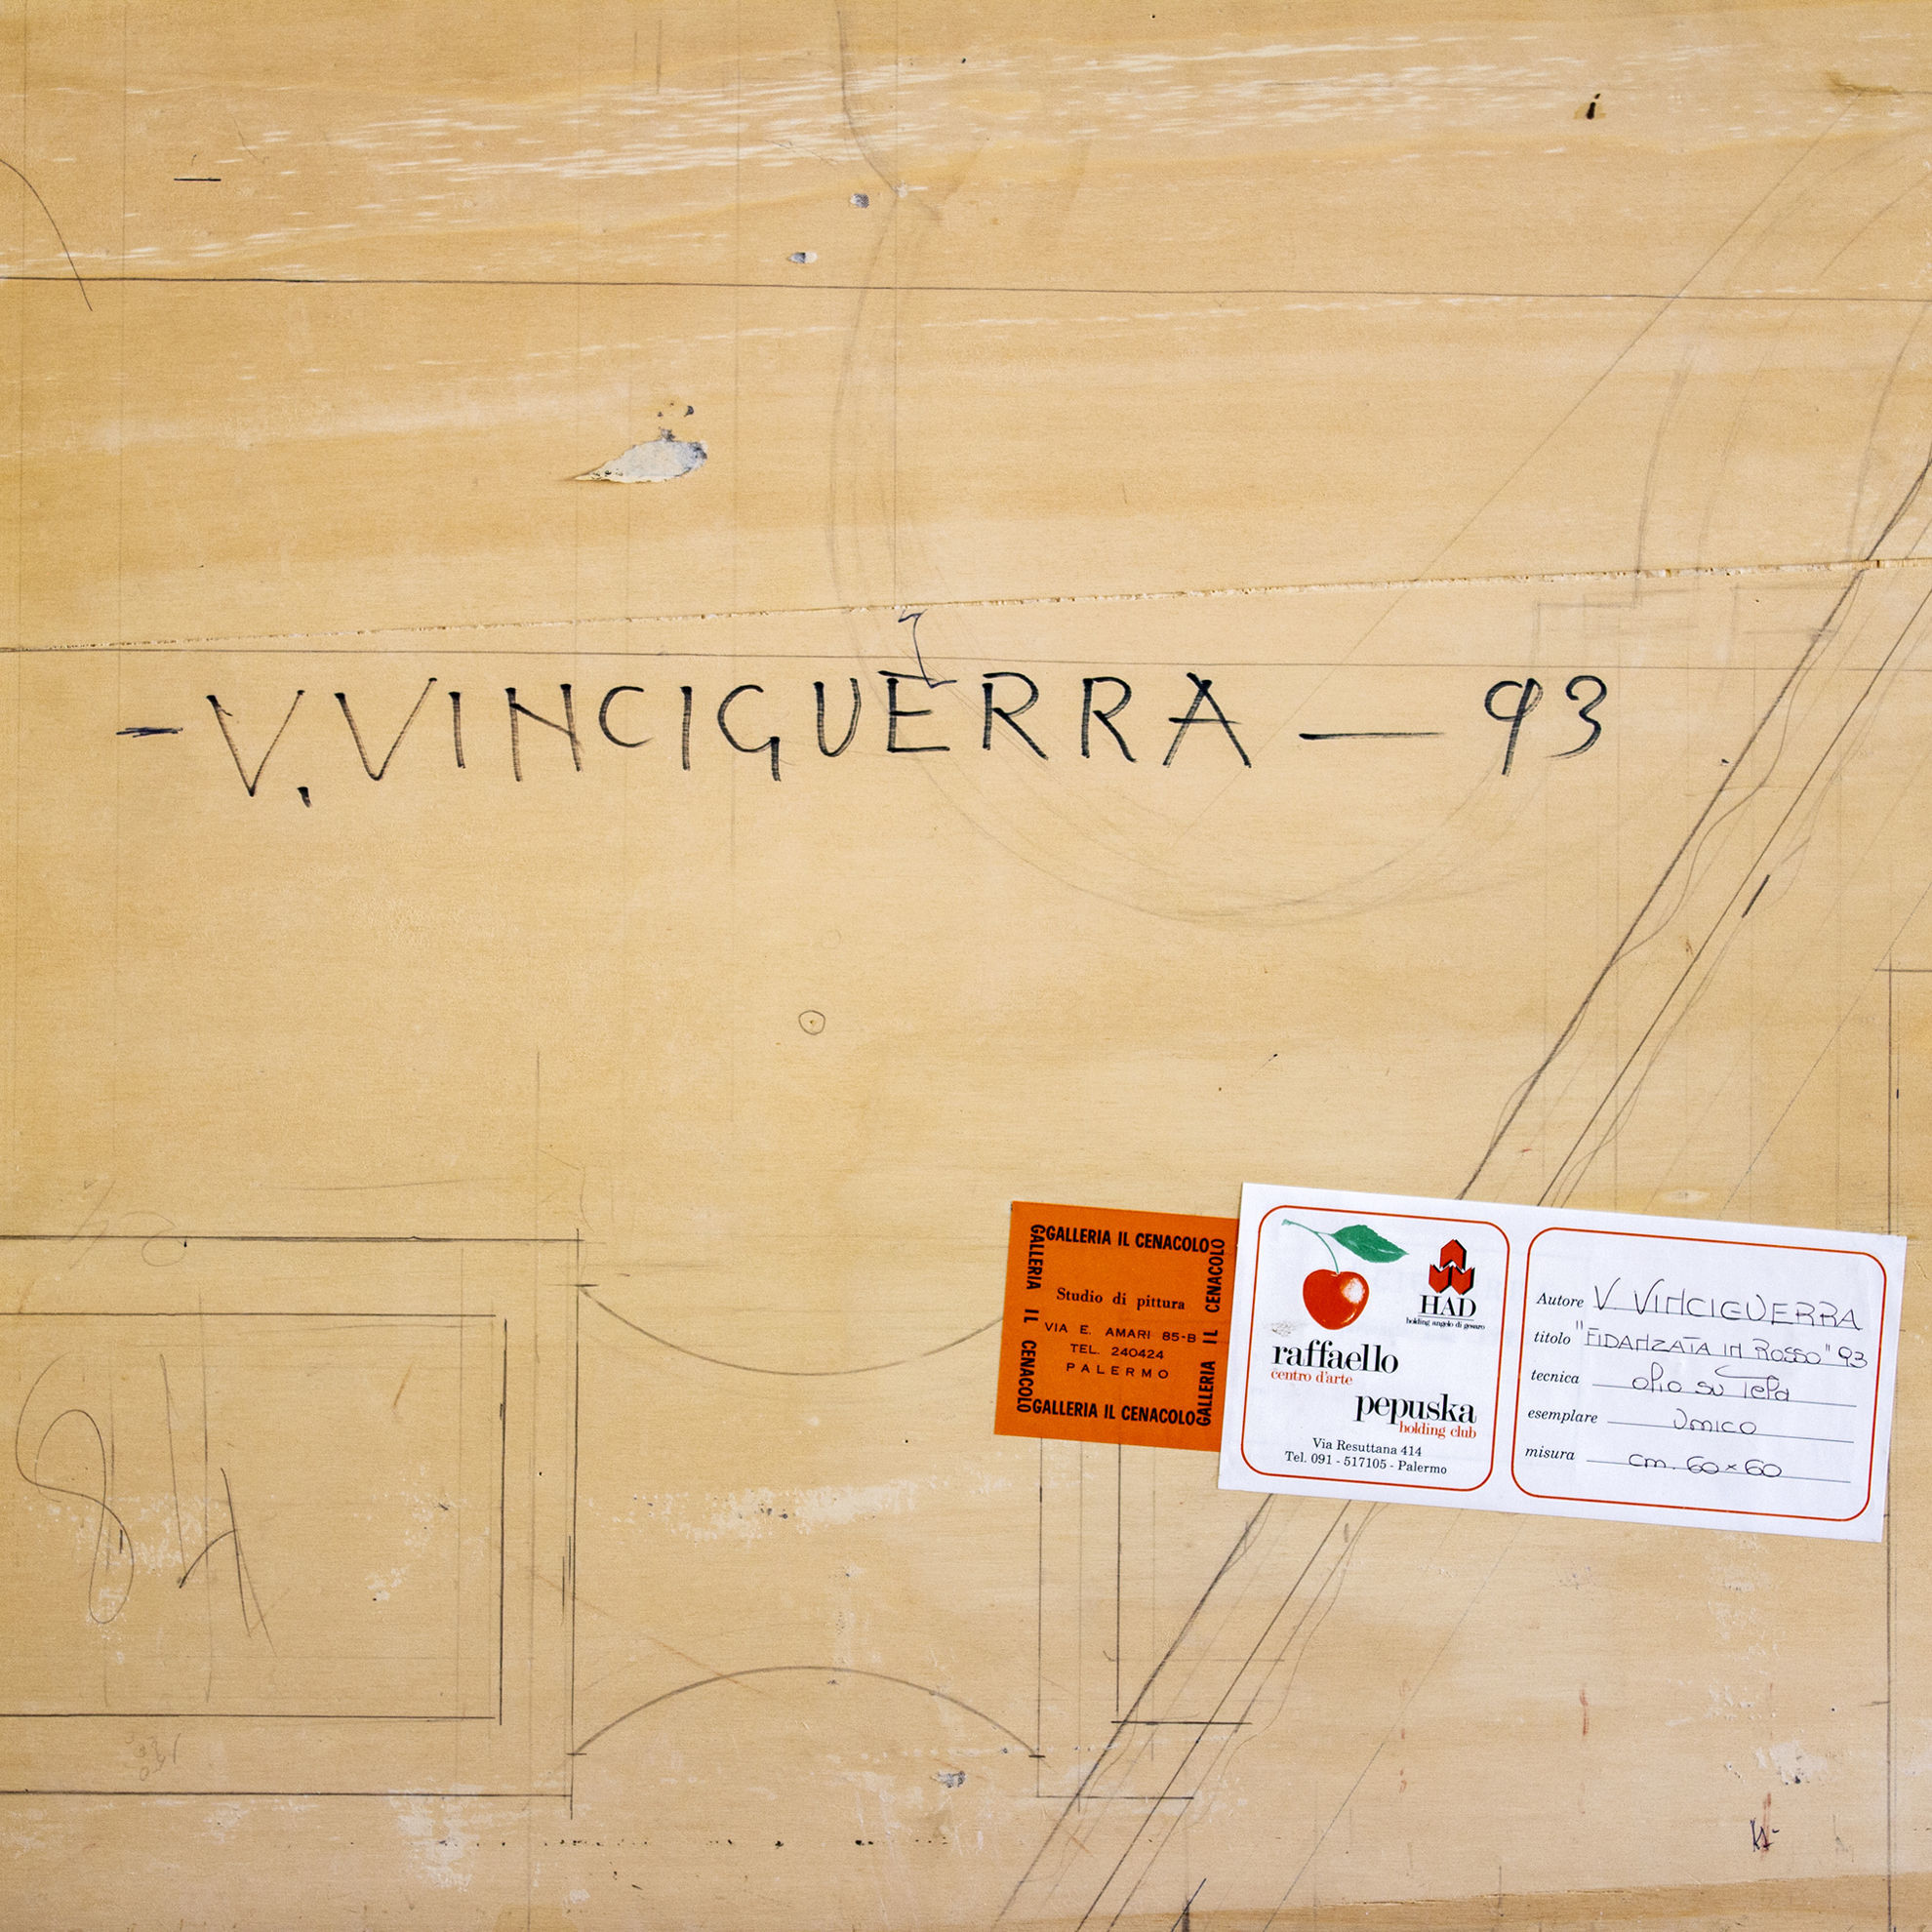 - V. VINCIGUERRA — 93
GALLERIA IL CENACOLO
GALLERIA IL CENACOLO
GALLERIA IL CENACOLO
Studio di pittura
VIA E. AMARI 85-B
TEL. 240424
PALERMO
GALLERIA IL CENACOLO
HAD
holding angelo di gesaro
raffaello
centro d'arte
pepuska
holding club
Via Resuttana 414
Tel. 091 - 517105 - Palermo
Autore V. VINCIGUERRA
titolo "FIDANZATA IN ROSSO" 93
tecnica olio su Tela
esemplare Unico
misura cm. 60x60